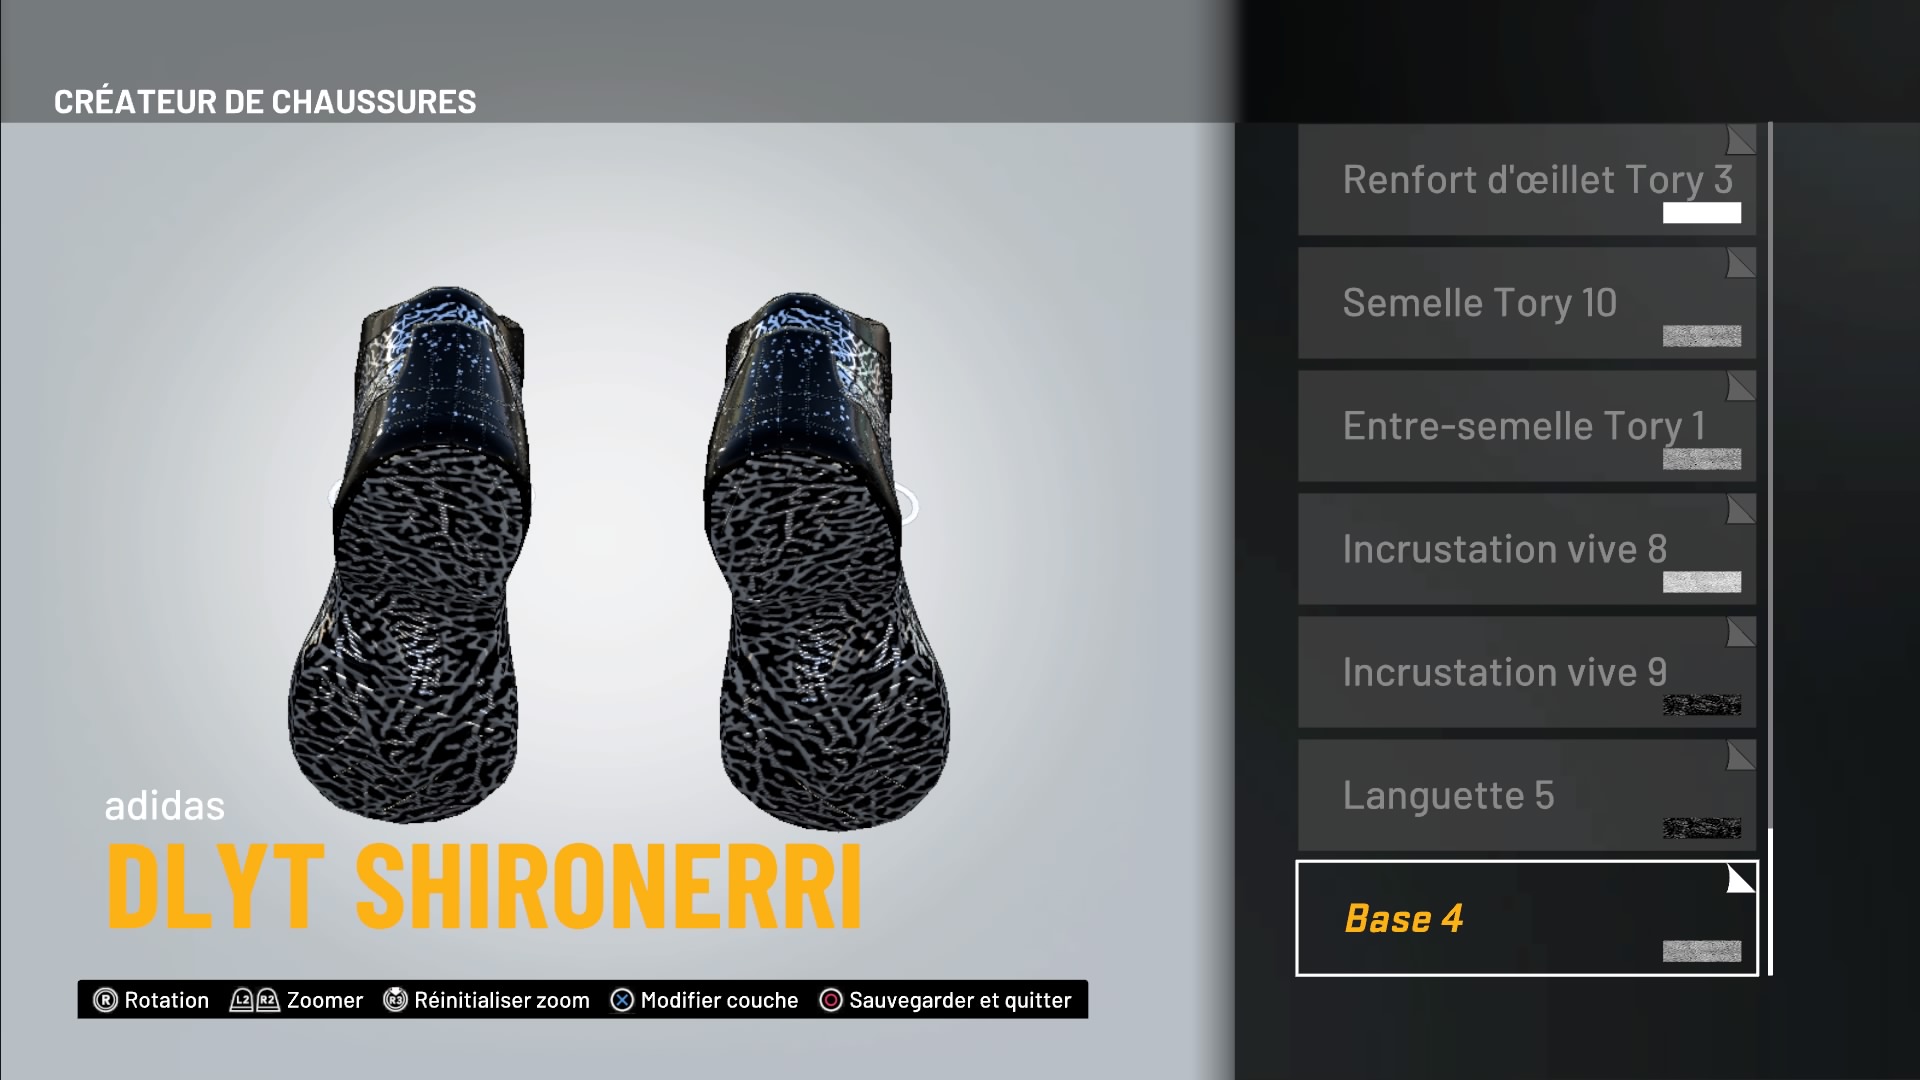 CRÉATEUR DE CHAUSSURES
Renfort d'œillet Tory 3
Semelle Tory 10
Entre-semelle Tory 1
Incrustation vive 8
Incrustation vive 9
Languette 5
Base 4
adidas
DLYT SHIRONERRI
R Rotation L2 R2 Zoomer R3 Réinitialiser zoom Modifier couche Sauvegarder et quitter